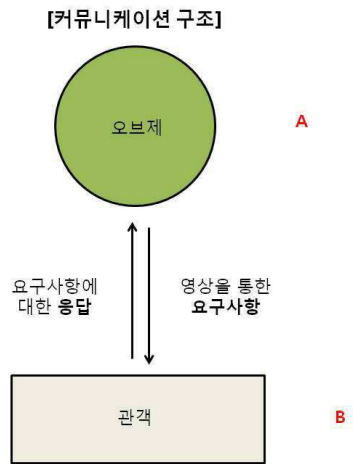 [커뮤니케이션 구조]
오브제
A
요구사항에
대한 응답
영상을 통한
요구사항
관객
B